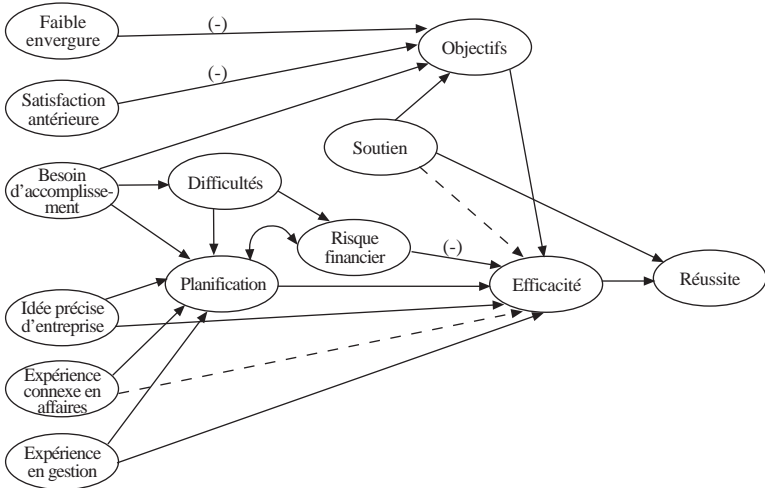 Faible
envergure
(-)
Objectifs
(-)
Satisfaction
antérieure
Soutien
Besoin
d'accomplisse-
ment
Difficultés
Risque
financier
(-)
Planification
Efficacité
Réussite
Idée précise
d'entreprise
Expérience
connexe en
affaires
Expérience
en gestion